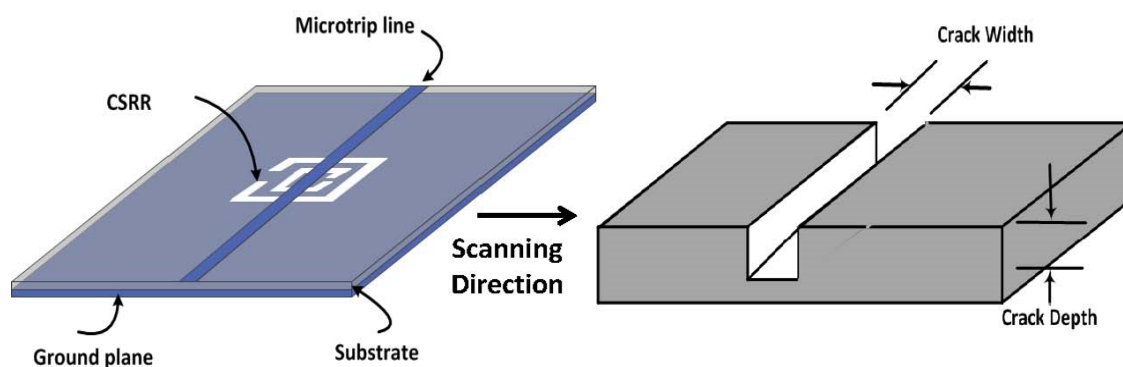 Microtrip line
CSRR
Ground plane
Substrate
Scanning
Direction
Crack Width
Crack Depth